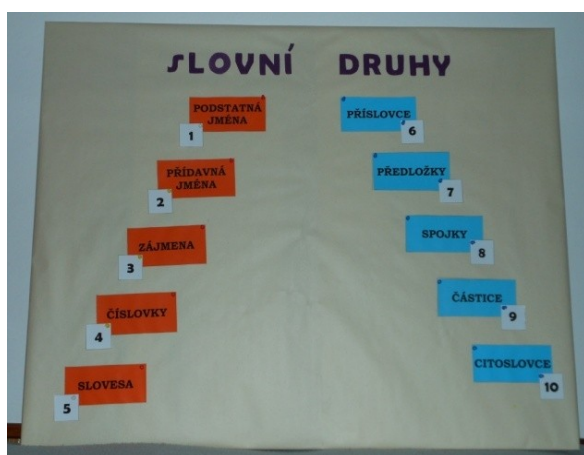 SLOVNÍ DRUHY
PODSTATNÁ
JMÉNA
1
PŘÍDAVNÁ
JMÉNA
2
ZÁJMENA
3
ČÍSLOVKY
4
SLOVESA
5
PŘÍSLOVCE
6
PŘEDLOŽKY
7
SPOJKY
8
ČÁSTICE
9
CITOSLOVCE
10